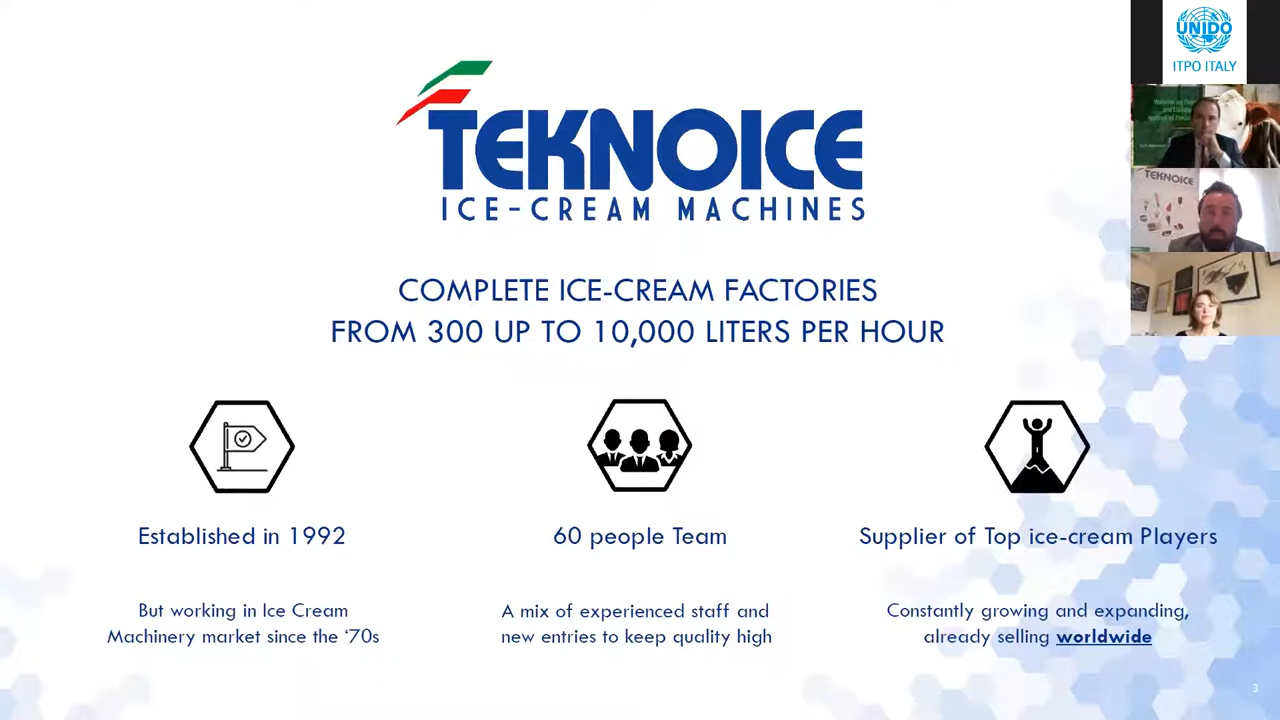 TEKNOICE
ICE-CREAM MACHINES
COMPLETE ICE-CREAM FACTORIES
FROM 300 UP TO 10,000 LITERS PER HOUR
Established in 1992
But working in Ice Cream
Machinery market since the ‘70s
60 people Team
A mix of experienced staff and
new entries to keep quality high
Supplier of Top ice-cream Players
Constantly growing and expanding,
already selling worldwide
3
UNIDO
ITPO ITALY
TEKNOICE